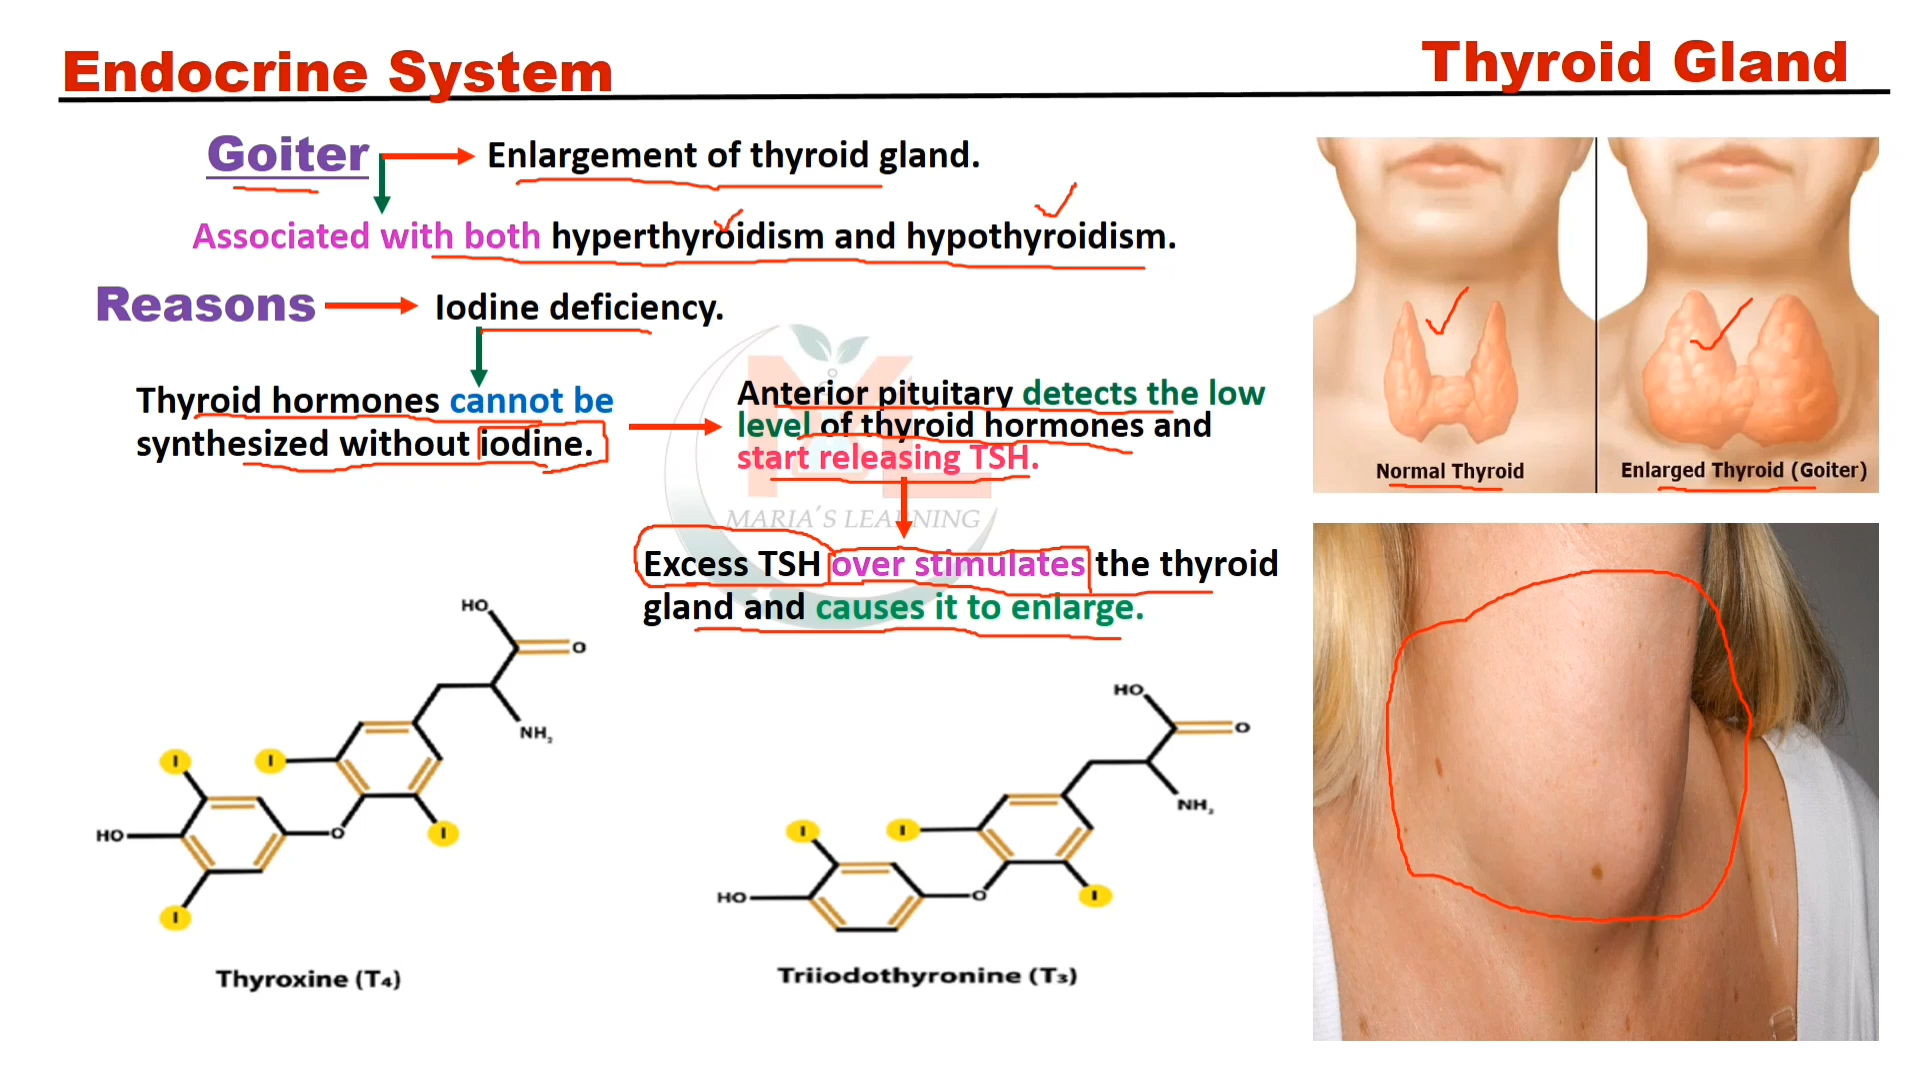 Endocrine System
Thyroid Gland
Goiter
Enlargement of thyroid gland.
Associated with both hyperthyroidism and hypothyroidism.
Reasons
Iodine deficiency.
Thyroid hormones cannot be
synthesized without iodine.
Anterior pituitary detects the low
level of thyroid hormones and
start releasing TSH.
MARIA'S LEARNING
Excess TSH over stimulates the thyroid
gland and causes it to enlarge.
Normal Thyroid
Enlarged Thyroid (Goiter)
HO
O
NH₂
I
I
HO
O
I
I
Thyroxine (T₄)
HO
O
NH₂
I
I
HO
O
I
Triiodothyronine (T₃)